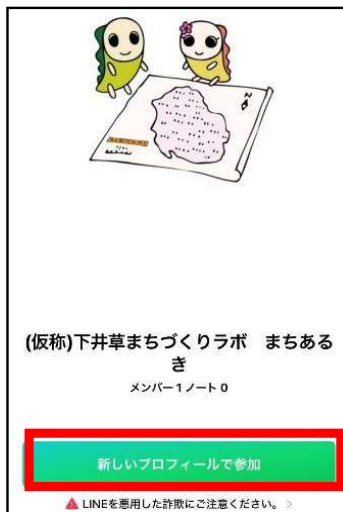 (仮称)下井草まちづくりラボ　まちある
き
メンバー 1 ノート 0
新しいプロフィールで参加
LINEを悪用した詐欺にご注意ください。 >